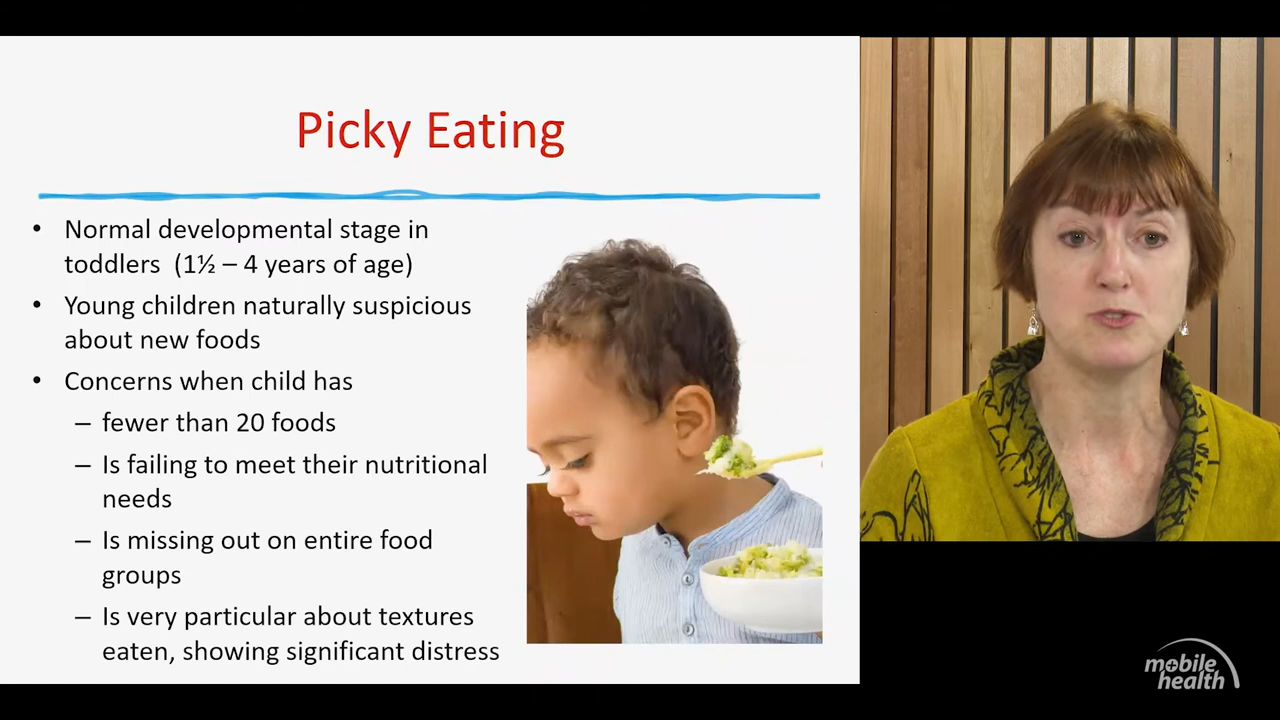 Picky Eating
• Normal developmental stage in
toddlers (1½ – 4 years of age)
• Young children naturally suspicious
about new foods
• Concerns when child has
– fewer than 20 foods
– Is failing to meet their nutritional
needs
– Is missing out on entire food
groups
– Is very particular about textures
eaten, showing significant distress
mobile
health